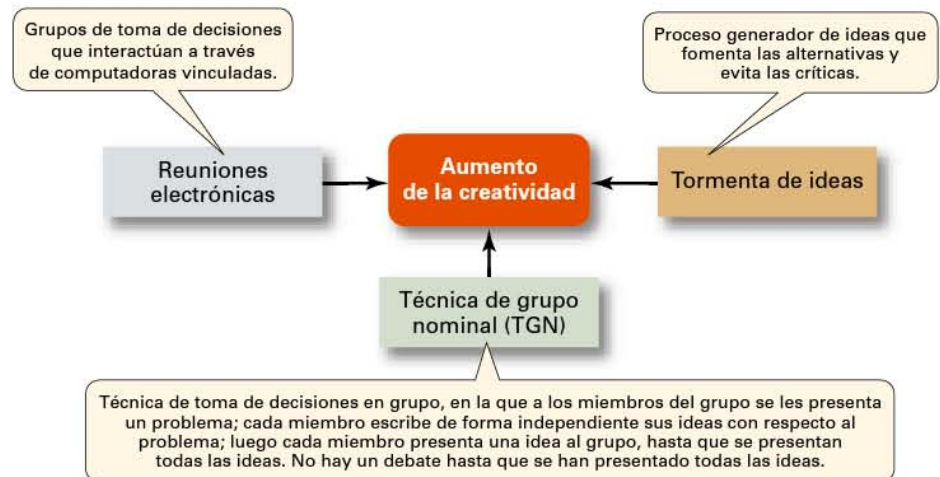 Grupos de toma de decisiones
que interactúan a través
de computadoras vinculadas.
Proceso generador de ideas que
fomenta las alternativas y
evita las críticas.
Reuniones
electrónicas
Aumento
de la creatividad
Tormenta de ideas
Técnica de grupo
nominal (TGN)
Técnica de toma de decisiones en grupo, en la que a los miembros del grupo se les presenta
un problema; cada miembro escribe de forma independiente sus ideas con respecto al
problema; luego cada miembro presenta una idea al grupo, hasta que se presentan
todas las ideas. No hay un debate hasta que se han presentado todas las ideas.